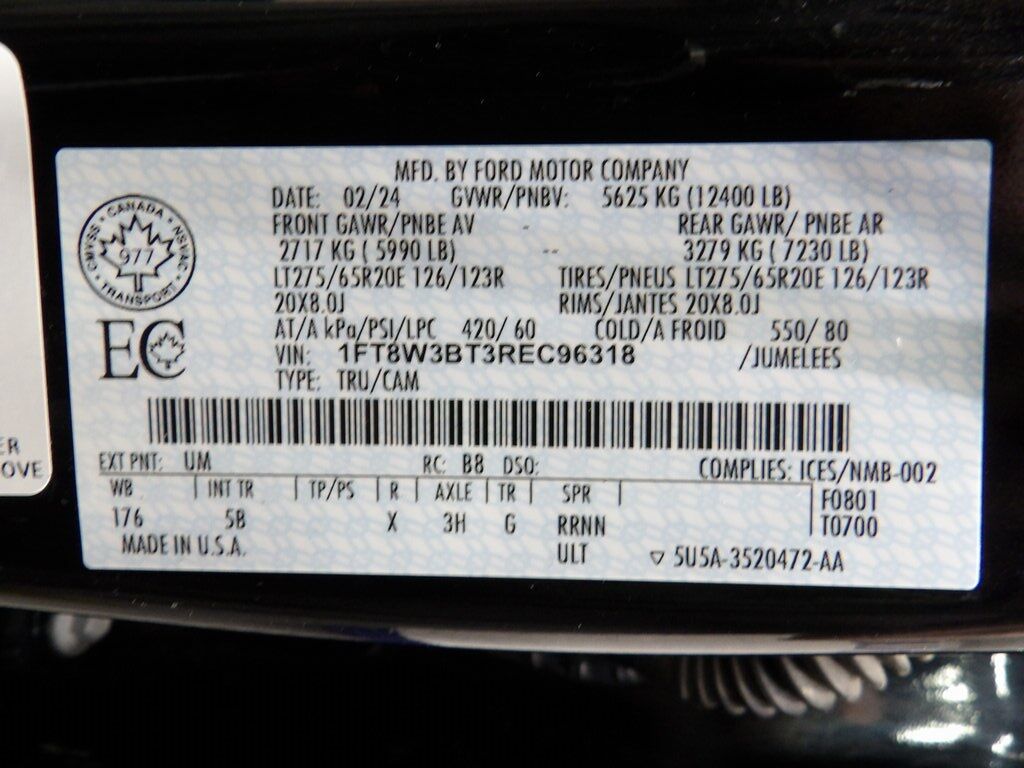 MFD. BY FORD MOTOR COMPANY
DATE: 02/24 GVWR/PNBV: 5625 KG (12400 LB)
FRONT GAWR/PNBE AV - REAR GAWR/ PNBE AR
2717 KG ( 5990 LB) -- 3279 KG ( 7230 LB)
LT275/65R20E 126/123R TIRES/PNEUS LT275/65R20E 126/123R
20X8.0J RIMS/JANTES 20X8.0J
AT/A kPa/PSI/LPC 420/ 60 COLD/A FROID 550/ 80
VIN: 1FT8W3BT3REC96318 /JUMELEES
TYPE: TRU/CAM
CANADA
CMVSS NSVAC
977
TRANSPORT
EC
EXT PNT: UM RC: B8 DSO: COMPLIES: ICES/NMB-002
WB INT TR TP/PS R AXLE TR SPR F0801
176 5B X 3H G RRNN T0700
MADE IN U.S.A. ULT ▽ 5U5A-3520472-AA
ER
OVE